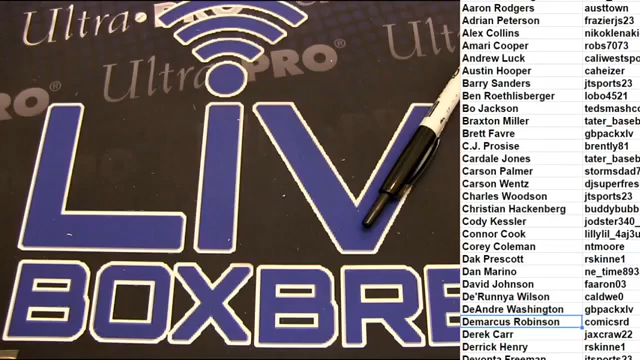 Ultra PRO
Ultra PRO
Ultra PRO
LIV
BOXBRE
Aaron Rodgers austtown
Adrian Peterson frazierjs23
Alex Collins nikoklenaki
Amari Cooper robs7073
Andrew Luck caliwestspo
Austin Hooper caheizer
Barry Sanders jtsports23
Ben Roethlisberger lobo4521
Bo Jackson tedsmashco
Braxton Miller tater_baseb
Brett Favre gbpackxlv
C.J. Prosise brently81
Cardale Jones tater_baseb
Carson Palmer stormsdad7
Carson Wentz djsuperfres
Charles Woodson jtsports23
Christian Hackenberg buddybubb
Cody Kessler jodster340_
Connor Cook lillylil_4aj3u
Corey Coleman ntmoore
Dak Prescott rskinne1
Dan Marino ne_time893
David Johnson faaron03
De'Runnya Wilson caldwe0
DeAndre Washington gbpackxlv
Demarcus Robinson comicsrd
Derek Carr jaxcraw22
Derrick Henry rskinne1
Devonta Freeman jtsports23